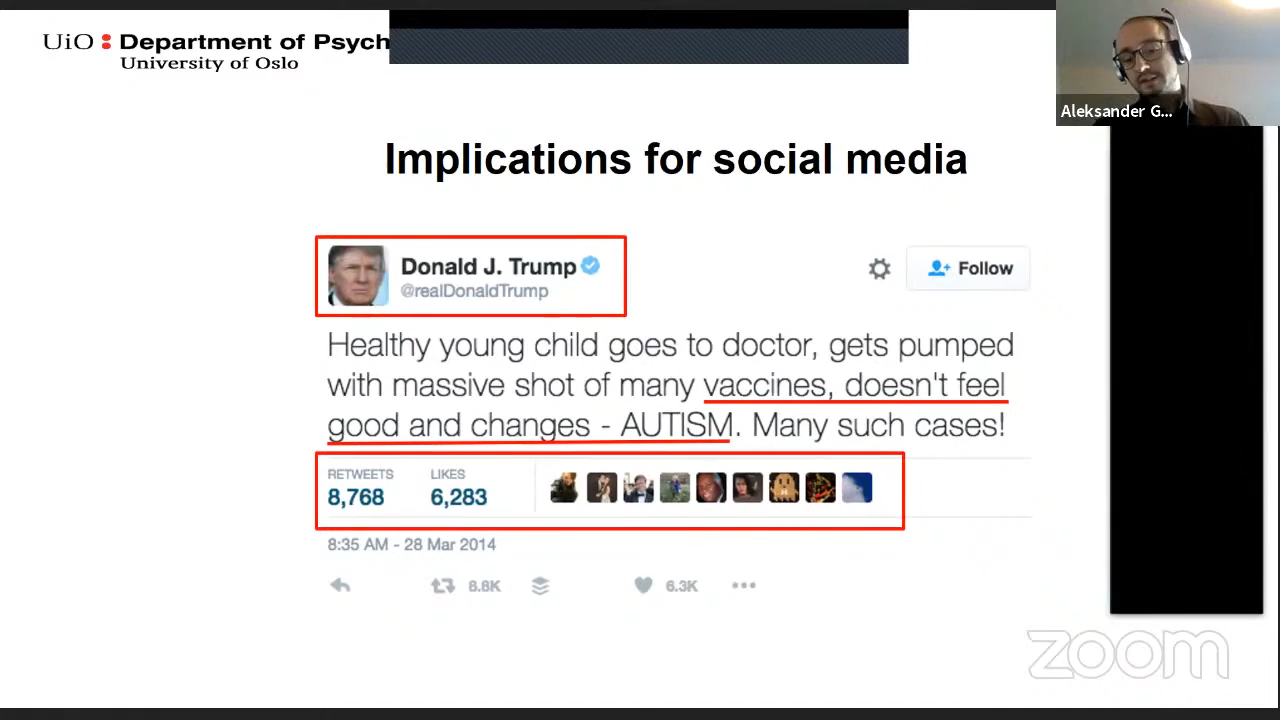 UiO : Department of Psych
University of Oslo
Aleksander G...
Implications for social media
Donald J. Trump
@realDonaldTrump
Follow
Healthy young child goes to doctor, gets pumped
with massive shot of many vaccines, doesn't feel
good and changes - AUTISM. Many such cases!
RETWEETS LIKES
8,768 6,283
8:35 AM - 28 Mar 2014
8.8K 6.3K
zoom